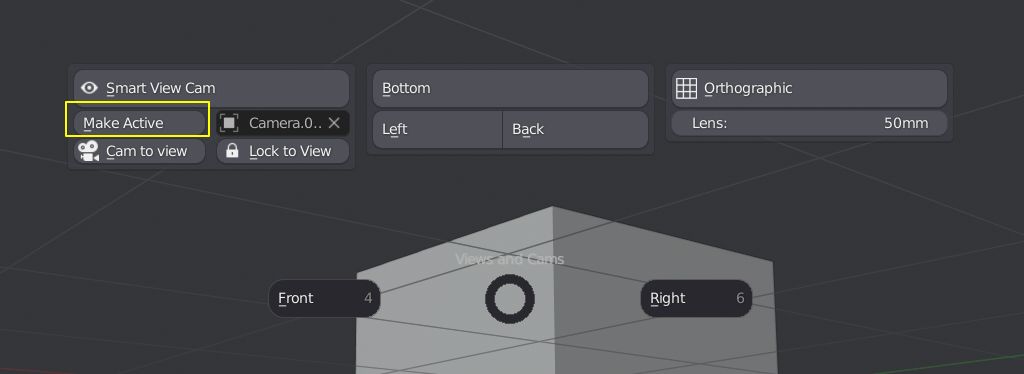 Smart View Cam
Make Active
Camera.0..
Cam to view
Lock to View
Bottom
Left
Back
Orthographic
Lens: 50mm
Views and Cams
Front 4
Right 6